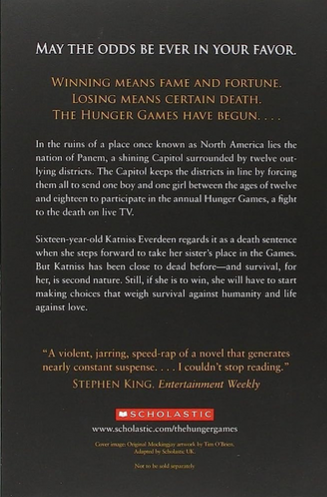 MAY THE ODDS BE EVER IN YOUR FAVOR.
WINNING MEANS FAME AND FORTUNE.
LOSING MEANS CERTAIN DEATH.
THE HUNGER GAMES HAVE BEGUN. . . .
In the ruins of a place once known as North America lies the
nation of Panem, a shining Capitol surrounded by twelve out-
lying districts. The Capitol keeps the districts in line by forcing
them all to send one boy and one girl between the ages of twelve
and eighteen to participate in the annual Hunger Games, a fight
to the death on live TV.
Sixteen-year-old Katniss Everdeen regards it as a death sentence
when she steps forward to take her sister's place in the Games.
But Katniss has been close to dead before—and survival, for
her, is second nature. Still, if she is to win, she will have to start
making choices that weigh survival against humanity and life
against love.
"A violent, jarring, speed-rap of a novel that generates
nearly constant suspense. . . . I couldn't stop reading."
STEPHEN KING, Entertainment Weekly
SCHOLASTIC
www.scholastic.com/thehungergames
Cover image: Original Mockingjay artwork by Tim O'Brien.
Adapted by Scholastic UK.
Not to be sold separately